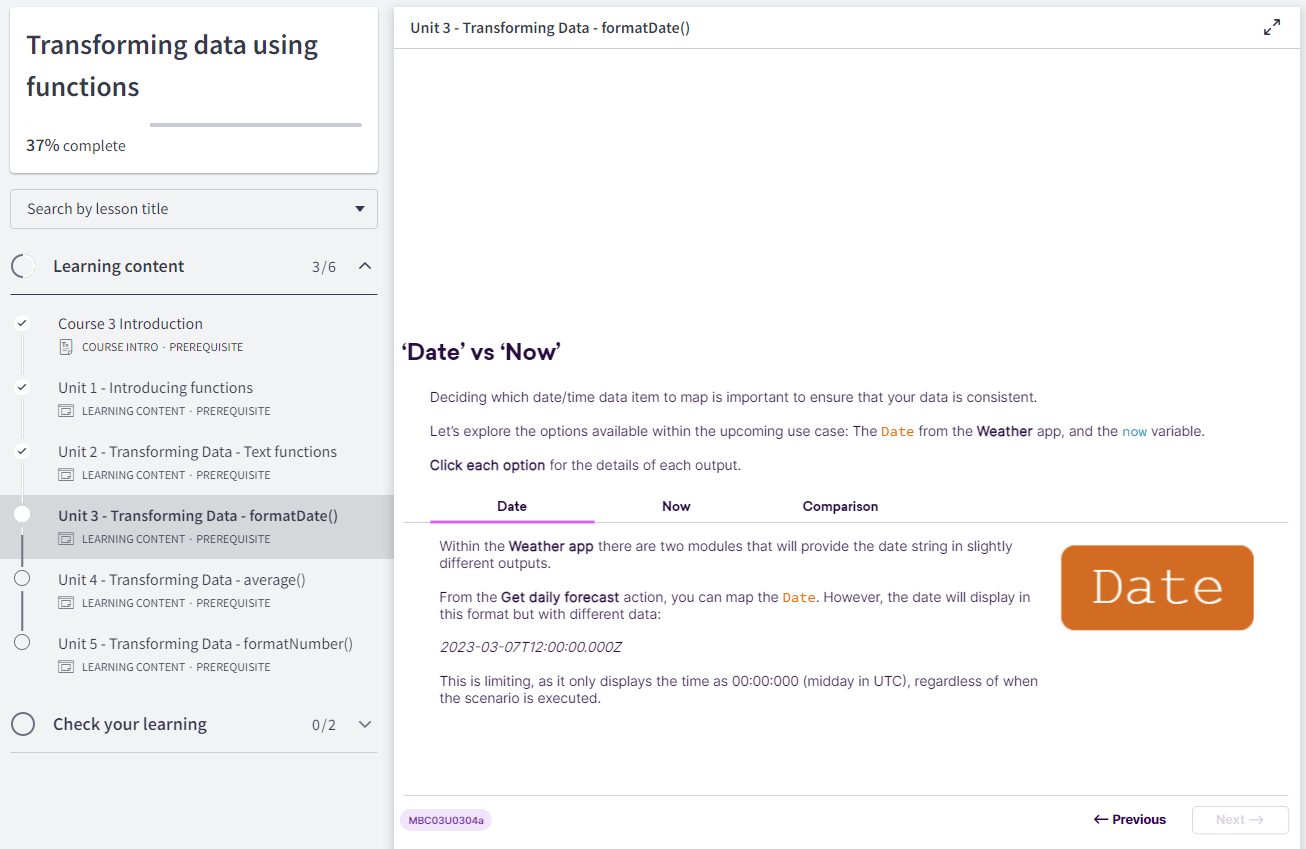 Transforming data using
functions
37% complete
Search by lesson title
Learning content 3/6
Course 3 Introduction
COURSE INTRO · PREREQUISITE
Unit 1 - Introducing functions
LEARNING CONTENT · PREREQUISITE
Unit 2 - Transforming Data - Text functions
LEARNING CONTENT · PREREQUISITE
Unit 3 - Transforming Data - formatDate()
LEARNING CONTENT · PREREQUISITE
Unit 4 - Transforming Data - average()
LEARNING CONTENT · PREREQUISITE
Unit 5 - Transforming Data - formatNumber()
LEARNING CONTENT · PREREQUISITE
Check your learning 0/2
Unit 3 - Transforming Data - formatDate()
‘Date’ vs ‘Now’
Deciding which date/time data item to map is important to ensure that your data is consistent.
Let’s explore the options available within the upcoming use case: The Date from the Weather app, and the now variable.
Click each option for the details of each output.
Date Now Comparison
Within the Weather app there are two modules that will provide the date string in slightly
different outputs.
From the Get daily forecast action, you can map the Date. However, the date will display in
this format but with different data:
2023-03-07T12:00:00.000Z
This is limiting, as it only displays the time as 00:00:000 (midday in UTC), regardless of when
the scenario is executed.
Date
MBC03U0304a
← Previous
Next →